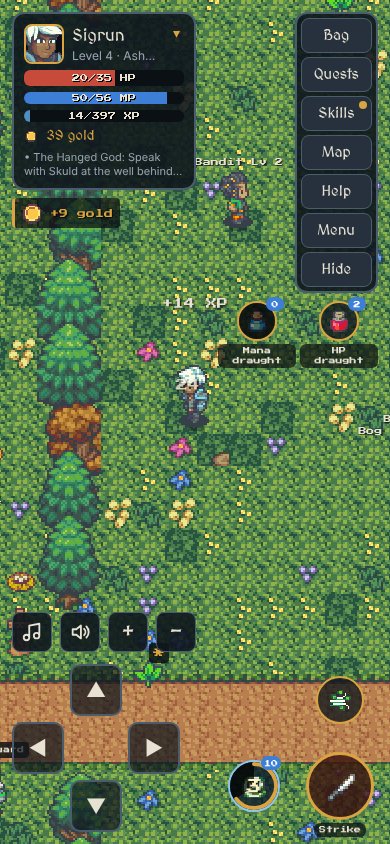 Sigrun
Level 4 · Ash...
20/35 HP
50/56 MP
14/397 XP
39 gold
• The Hanged God: Speak
with Skuld at the well behind...
+9 gold
Bag
Quests
Skills
Map
Help
Menu
Hide
Bandit Lv 2
+14 XP
0
Mana
draught
2
HP
draught
Bog
+
−
10
Strike